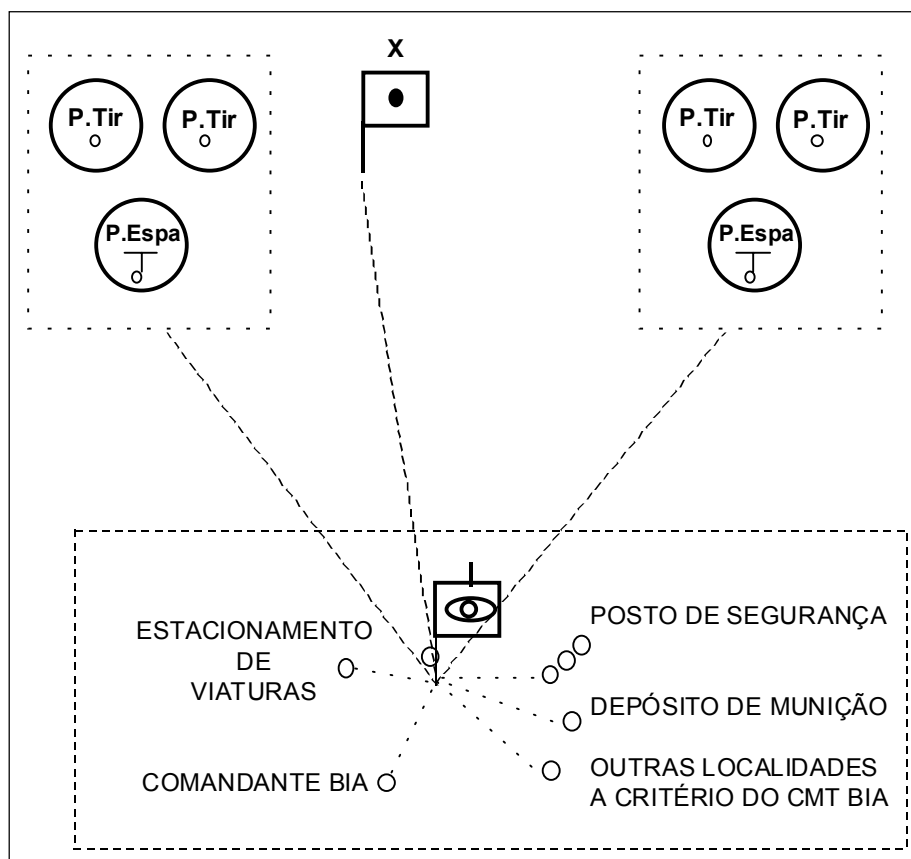 X
P.Tir
P.Tir
P.Espa
P.Tir
P.Tir
P.Espa
ESTACIONAMENTO
DE
VIATURAS
POSTO DE SEGURANÇA
DEPÓSITO DE MUNIÇÃO
COMANDANTE BIA
OUTRAS LOCALIDADES
A CRITÉRIO DO CMT BIA